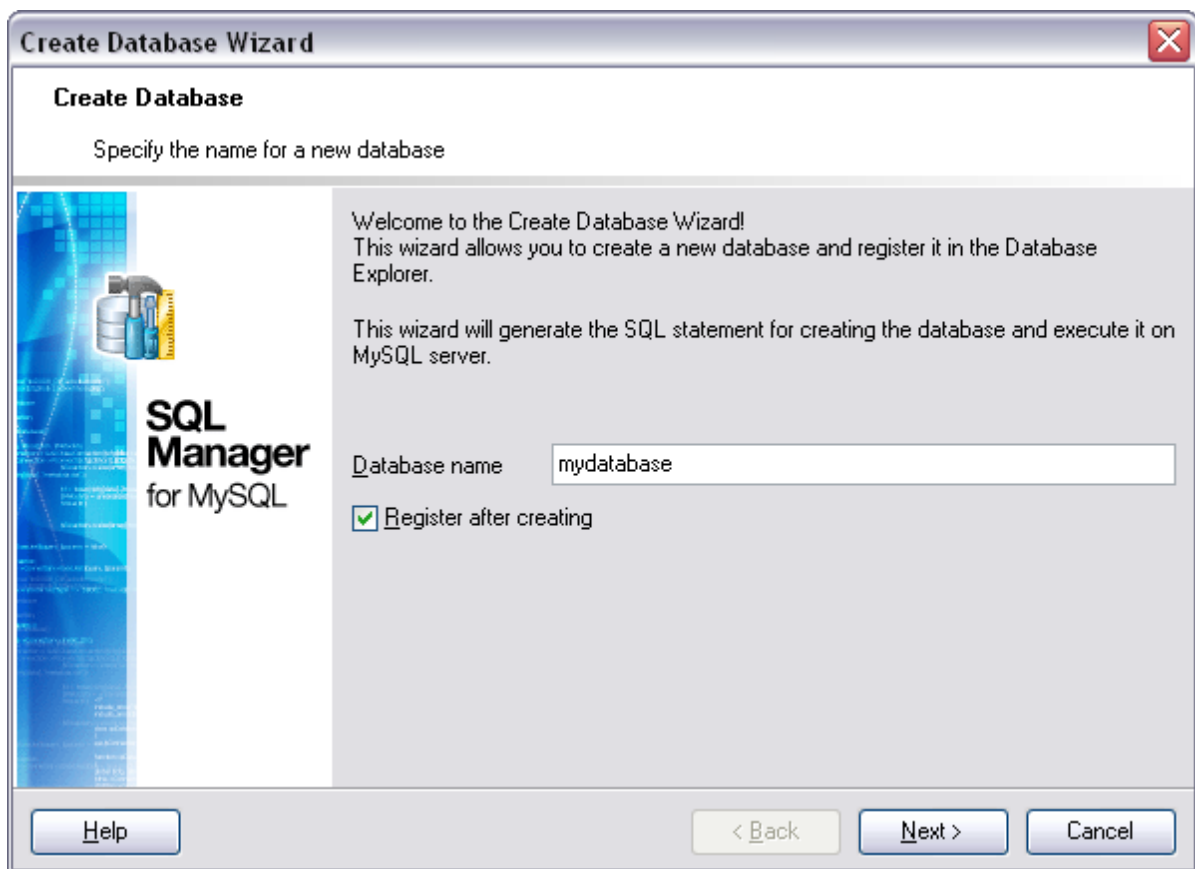 Create Database Wizard
Create Database
Specify the name for a new database
Welcome to the Create Database Wizard!
This wizard allows you to create a new database and register it in the Database
Explorer.
This wizard will generate the SQL statement for creating the database and execute it on
MySQL server.
SQL
Manager
for MySQL
Database name mydatabase
Register after creating
Help < Back Next > Cancel